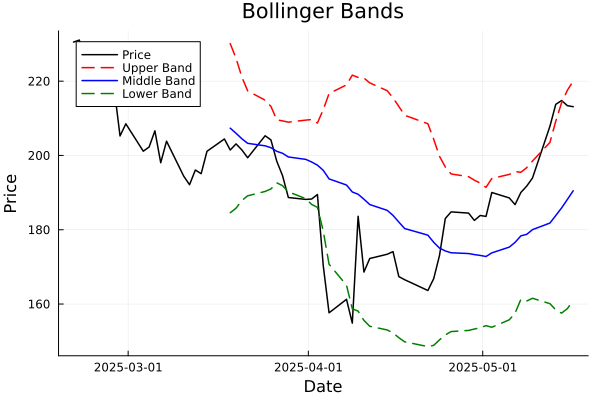 Bollinger Bands
Price
Upper Band
Middle Band
Lower Band
220
200
180
160
Price
2025-03-01
2025-04-01
2025-05-01
Date